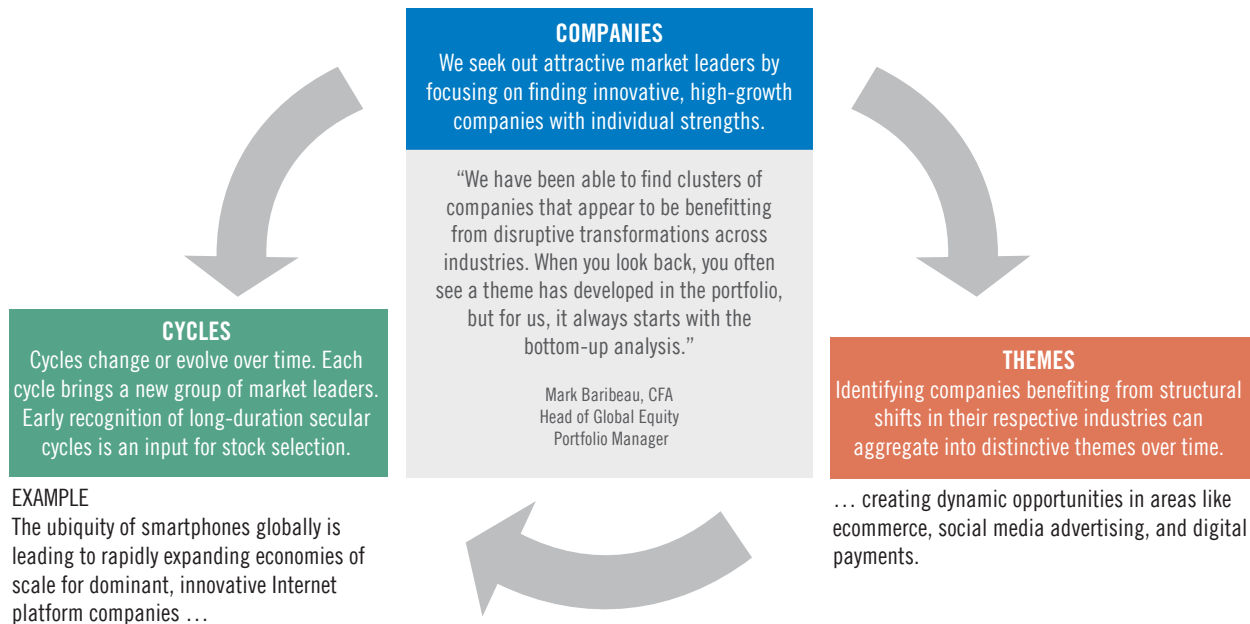 COMPANIES
We seek out attractive market leaders by
focusing on finding innovative, high-growth
companies with individual strengths.
“We have been able to find clusters of
companies that appear to be benefitting
from disruptive transformations across
industries. When you look back, you often
see a theme has developed in the portfolio,
but for us, it always starts with the
bottom-up analysis.”
Mark Baribeau, CFA
Head of Global Equity
Portfolio Manager
CYCLES
Cycles change or evolve over time. Each
cycle brings a new group of market leaders.
Early recognition of long-duration secular
cycles is an input for stock selection.
EXAMPLE
The ubiquity of smartphones globally is
leading to rapidly expanding economies of
scale for dominant, innovative Internet
platform companies …
THEMES
Identifying companies benefiting from structural
shifts in their respective industries can
aggregate into distinctive themes over time.
… creating dynamic opportunities in areas like
ecommerce, social media advertising, and digital
payments.